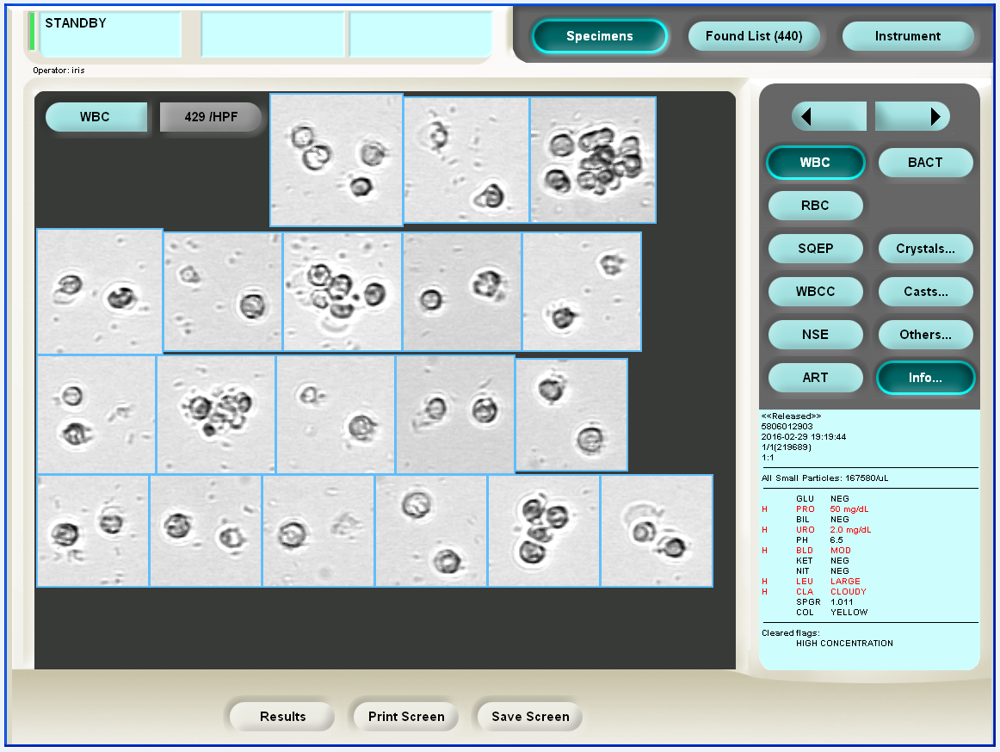 STANDBY
Specimens
Found List (440)
Instrument
Operator: iris
WBC
429 /HPF
WBC
BACT
RBC
SQEP
Crystals...
WBCC
Casts...
NSE
Others...
ART
Info...
<<Released>>
5806012903
2016-02-29 19:19:44
1/1(219689)
1:1
All Small Particles: 167580/uL
GLU NEG
H PRO 50 mg/dL
BIL NEG
H URO 2.0 mg/dL
PH 6.5
H BLD MOD
KET NEG
NIT NEG
H LEU LARGE
H CLA CLOUDY
SPGR 1.011
COL YELLOW
Cleared flags:
HIGH CONCENTRATION
Results
Print Screen
Save Screen